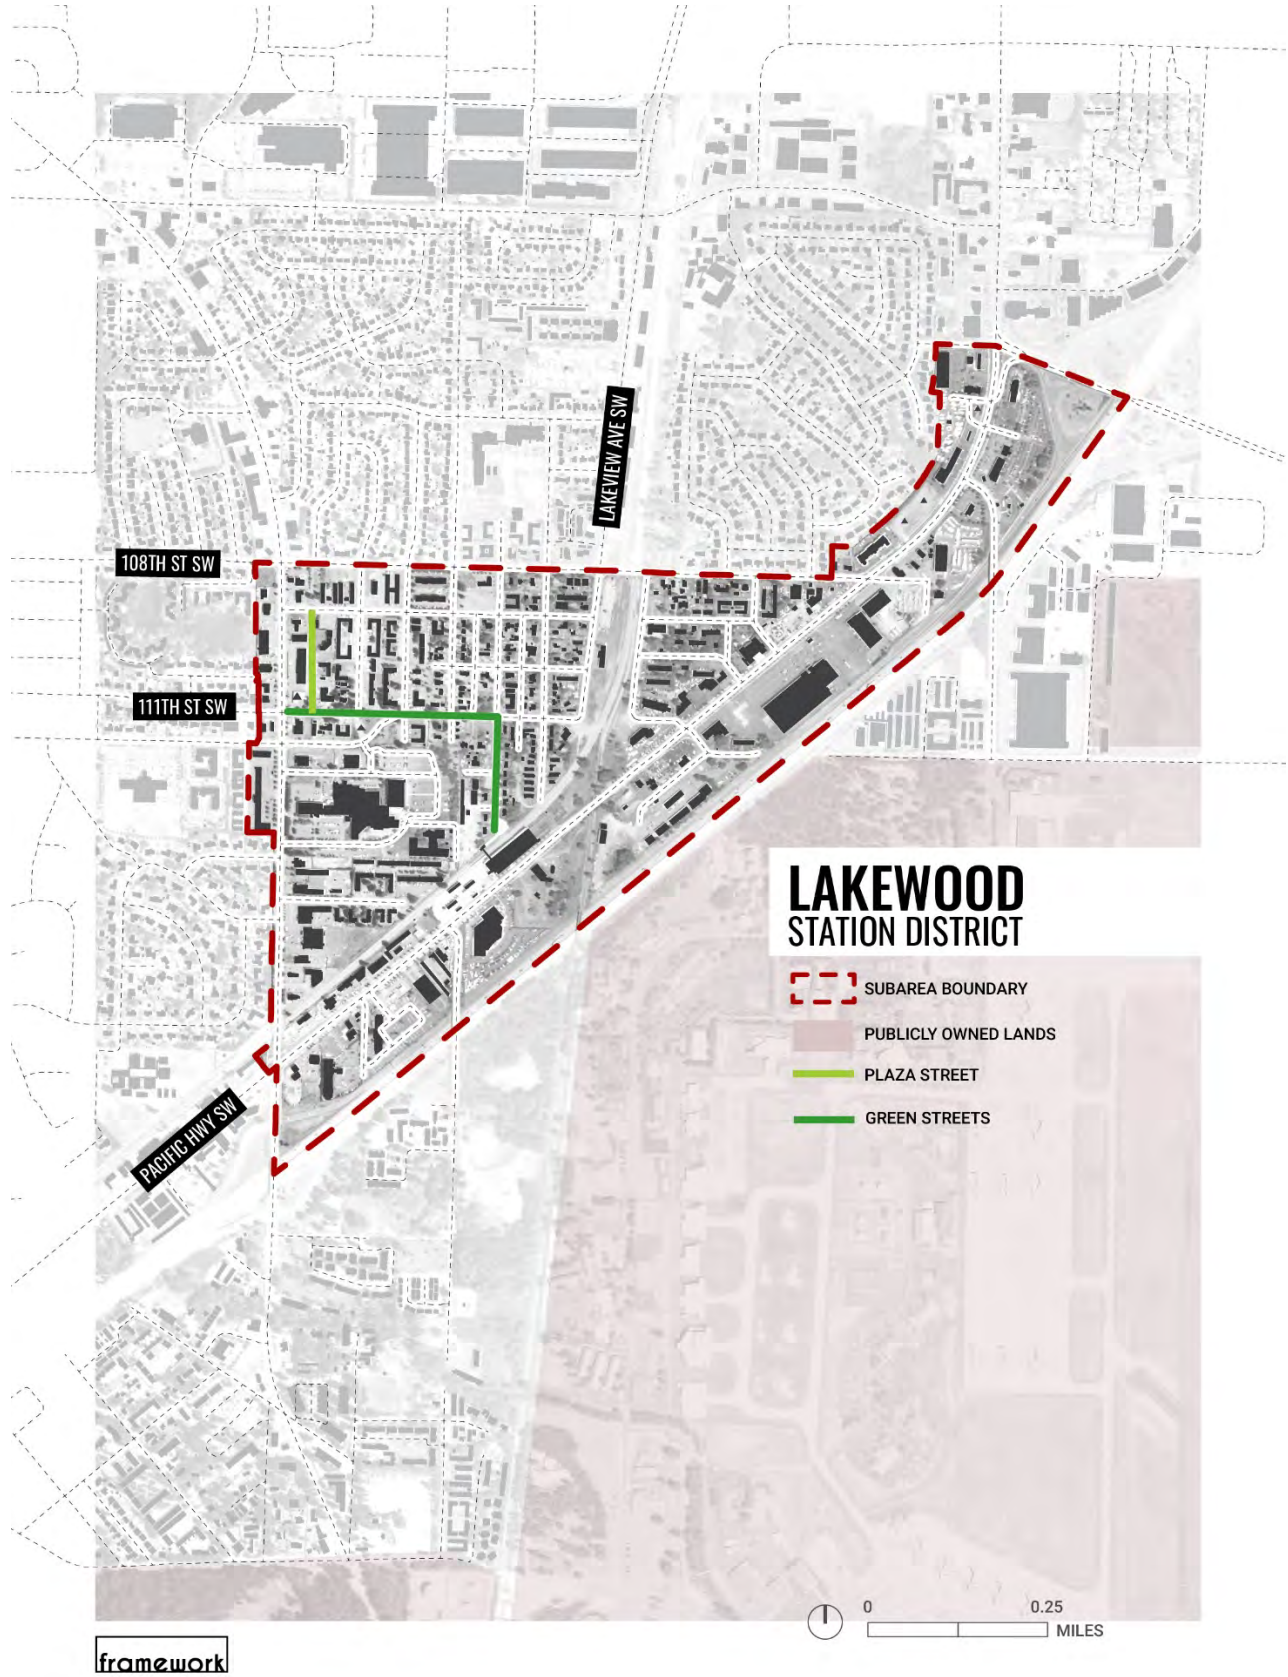 LAKEVIEW AVE SW
108TH ST SW
111TH ST SW
PACIFIC HWY SW
LAKEWOOD
STATION DISTRICT
SUBAREA BOUNDARY
PUBLICLY OWNED LANDS
PLAZA STREET
GREEN STREETS
0 0.25
MILES
framework